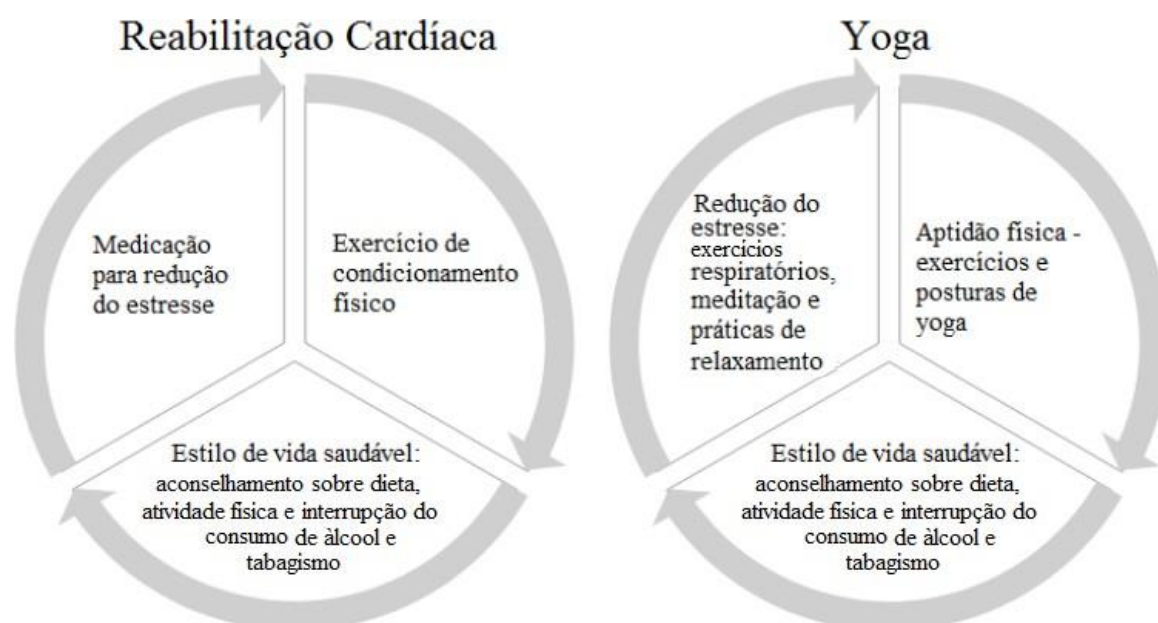 Reabilitação Cardíaca
Medicação
para redução
do estresse
Exercício de
condicionamento
físico
Estilo de vida saudável:
aconselhamento sobre dieta,
atividade física e interrupção do
consumo de àlcool e
tabagismo
Yoga
Redução do
estresse:
exercícios
respiratórios,
meditação e
práticas de
relaxamento
Aptidão física -
exercícios e
posturas de
yoga
Estilo de vida saudável:
aconselhamento sobre dieta,
atividade física e interrupção do
consumo de àlcool e
tabagismo